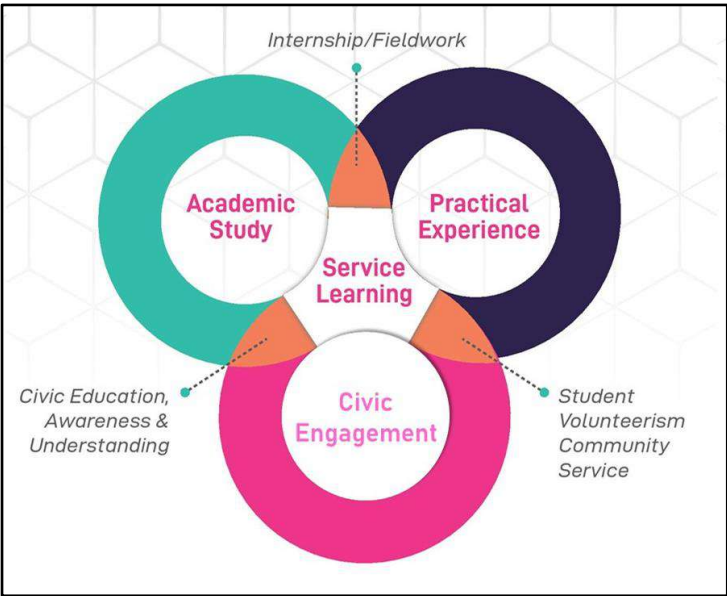 Internship/Fieldwork
Academic
Study
Practical
Experience
Service
Learning
Civic Education,
Awareness &
Understanding
Civic
Engagement
Student
Volunteerism
Community
Service